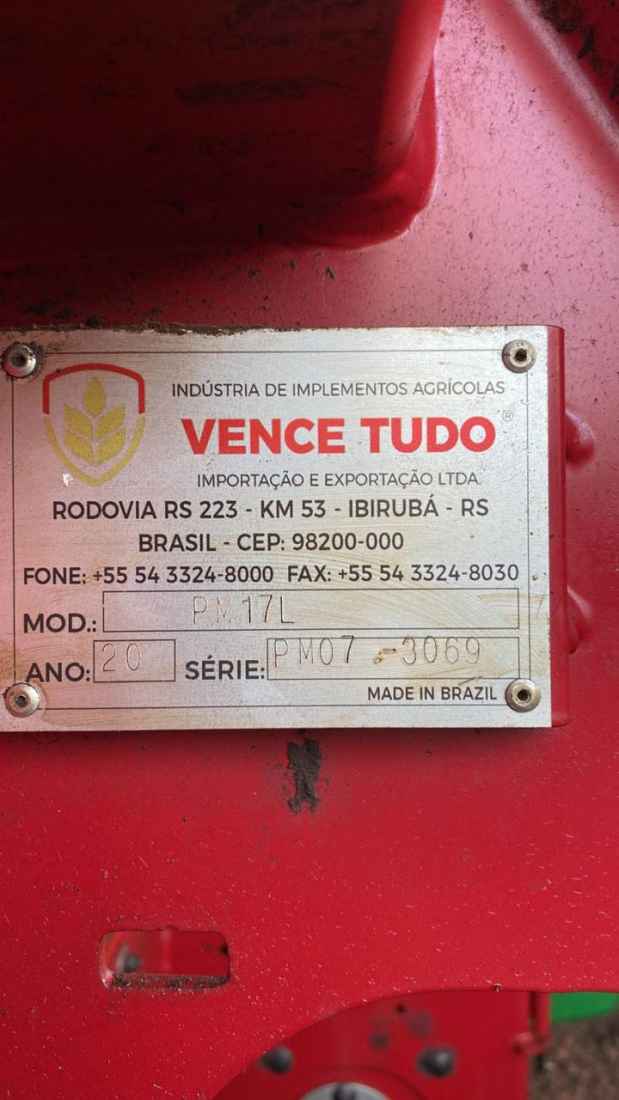 INDÚSTRIA DE IMPLEMENTOS AGRÍCOLAS
VENCE TUDO®
IMPORTAÇÃO E EXPORTAÇÃO LTDA.
RODOVIA RS 223 - KM 53 - IBIRUBÁ - RS
BRASIL - CEP: 98200-000
FONE: +55 54 3324-8000 FAX: +55 54 3324-8030
MOD.: PM17L
ANO: 20 SÉRIE: PM07 - 3069
MADE IN BRAZIL